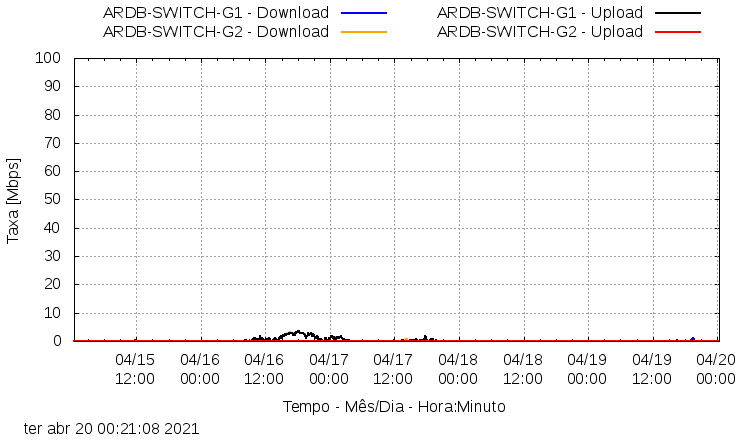 ARDB-SWITCH-G1 - Download ARDB-SWITCH-G1 - Upload
ARDB-SWITCH-G2 - Download ARDB-SWITCH-G2 - Upload
100
90
80
70
60
50
40
30
20
10
0
Taxa [Mbps]
04/15 04/16 04/16 04/17 04/17 04/18 04/18 04/19 04/19 04/20
12:00 00:00 12:00 00:00 12:00 00:00 12:00 00:00 12:00 00:00
Tempo - Mês/Dia - Hora:Minuto
ter abr 20 00:21:08 2021